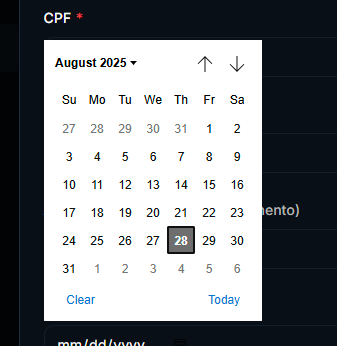 CPF *
August 2025
Su Mo Tu We Th Fr Sa
27 28 29 30 31 1 2
3 4 5 6 7 8 9
10 11 12 13 14 15 16
17 18 19 20 21 22 23
mento)
24 25 26 27 28 29 30
31 1 2 3 4 5 6
Clear Today
mm/dd/yyyy